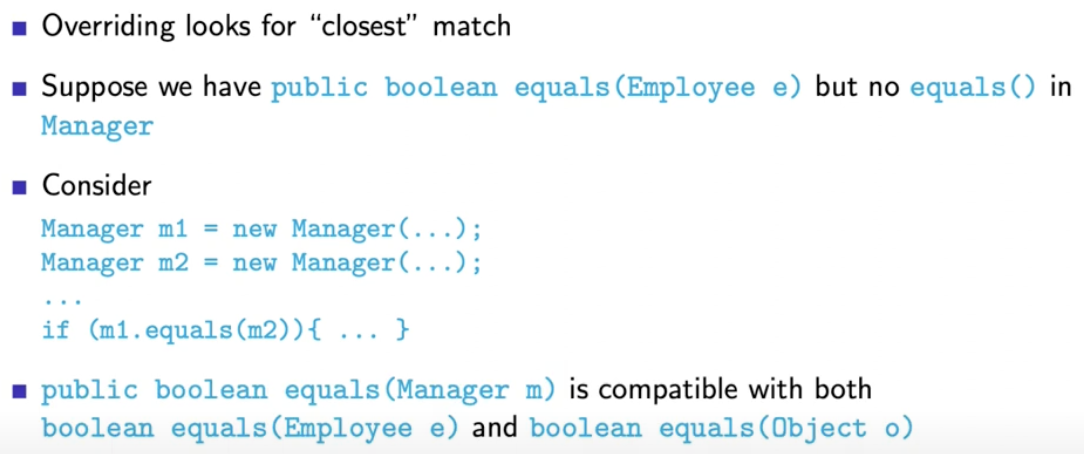 Overriding looks for “closest” match
Suppose we have public boolean equals(Employee e) but no equals() in
Manager
Consider
Manager m1 = new Manager(...);
Manager m2 = new Manager(...);
...
if (m1.equals(m2)){ ... }
public boolean equals(Manager m) is compatible with both
boolean equals(Employee e) and boolean equals(Object o)